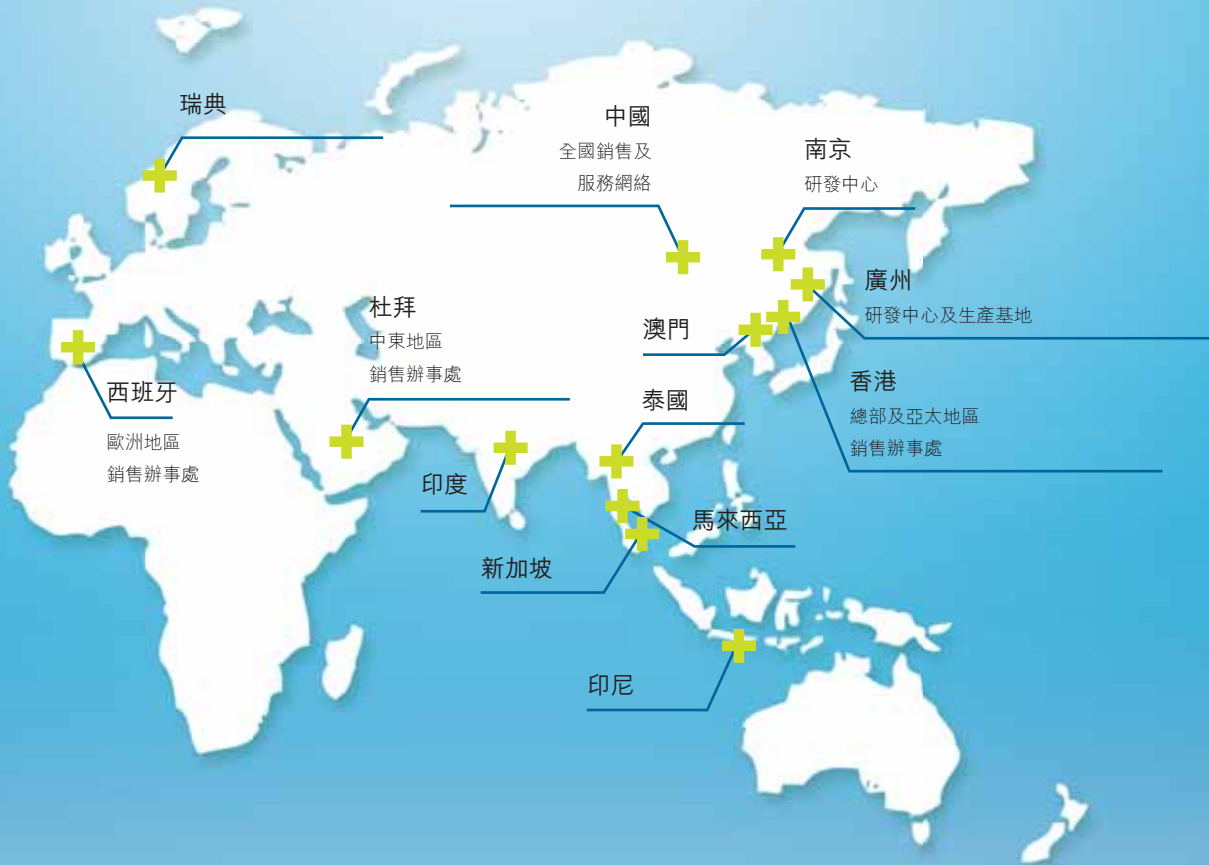 瑞典
中國
全國銷售及
服務網絡
南京
研發中心
廣州
研發中心及生產基地
杜拜
中東地區
銷售辦事處
澳門
香港
總部及亞太地區
銷售辦事處
西班牙
歐洲地區
銷售辦事處
泰國
印度
馬來西亞
新加坡
印尼